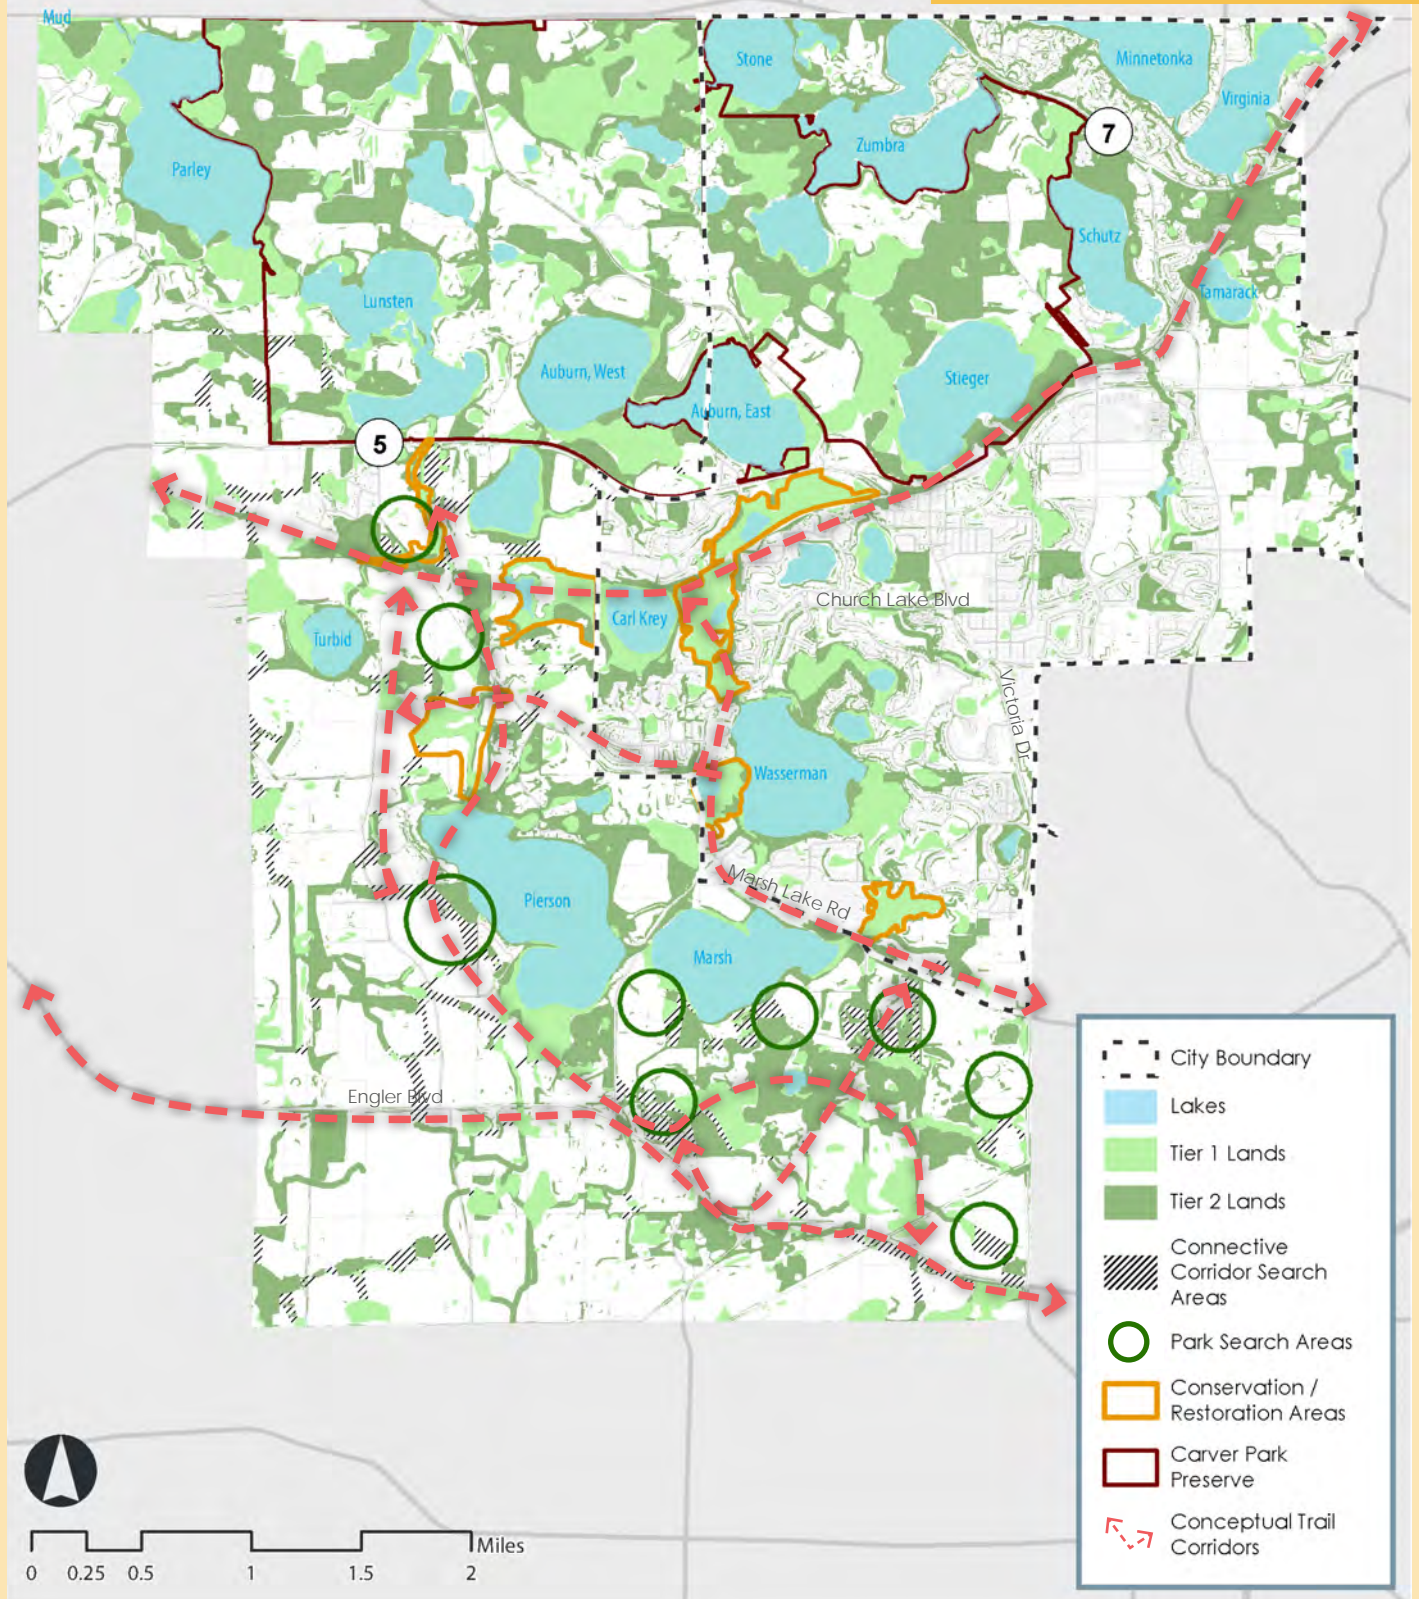 Mud
Stone
Minnetonka
Virginia
7
Zumbra
Parley
Schutz
Tamarack
Lunsten
Auburn, West
Stieger
Auburn, East
5
Church Lake Blvd
Carl Krey
Turbid
Victoria Dr
Wasserman
Marsh Lake Rd
Pierson
Marsh
Engler Blvd
City Boundary
Lakes
Tier 1 Lands
Tier 2 Lands
Connective
Corridor Search
Areas
Park Search Areas
Conservation /
Restoration Areas
Carver Park
Preserve
Conceptual Trail
Corridors
Miles
0 0.25 0.5 1 1.5 2